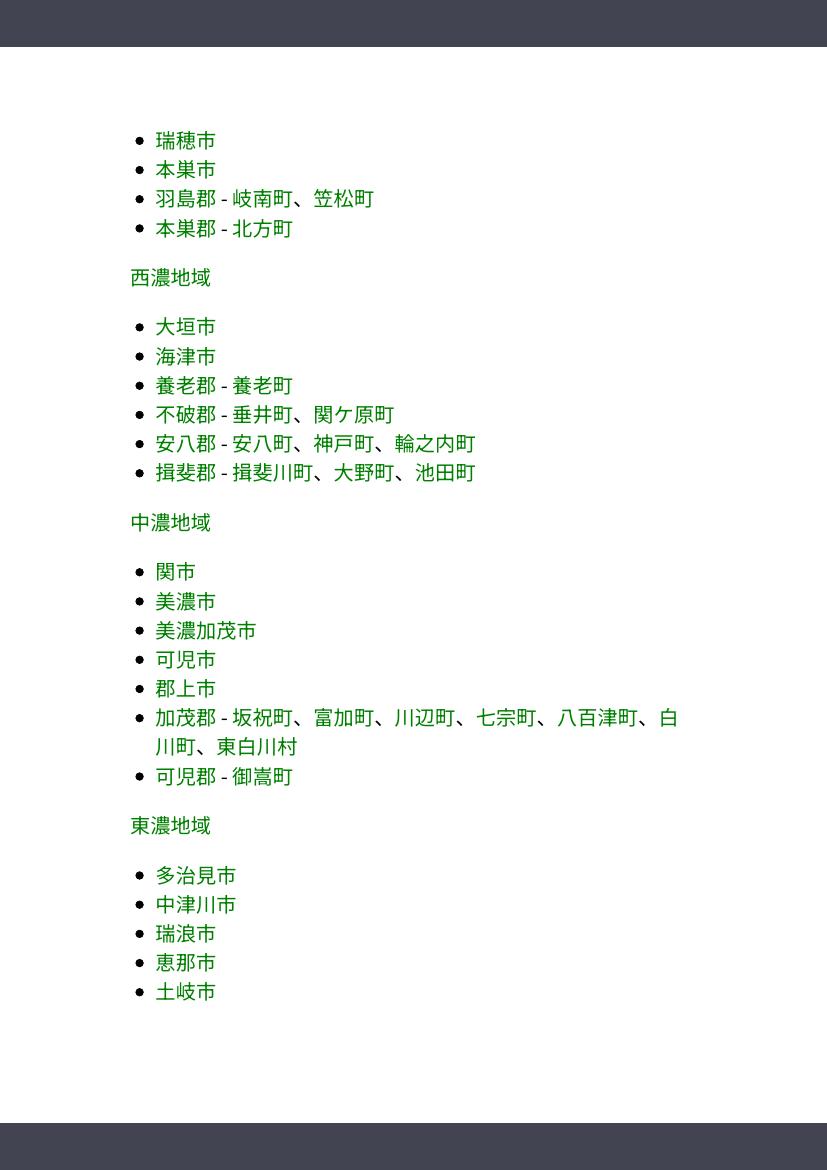 瑞穂市
本巣市
羽島郡 - 岐南町、笠松町
本巣郡 - 北方町
西濃地域
大垣市
海津市
養老郡 - 養老町
不破郡 - 垂井町、関ケ原町
安八郡 - 安八町、神戸町、輪之内町
揖斐郡 - 揖斐川町、大野町、池田町
中濃地域
関市
美濃市
美濃加茂市
可児市
郡上市
加茂郡 - 坂祝町、富加町、川辺町、七宗町、八百津町、白
川町、東白川村
可児郡 - 御嵩町
東濃地域
多治見市
中津川市
瑞浪市
恵那市
土岐市